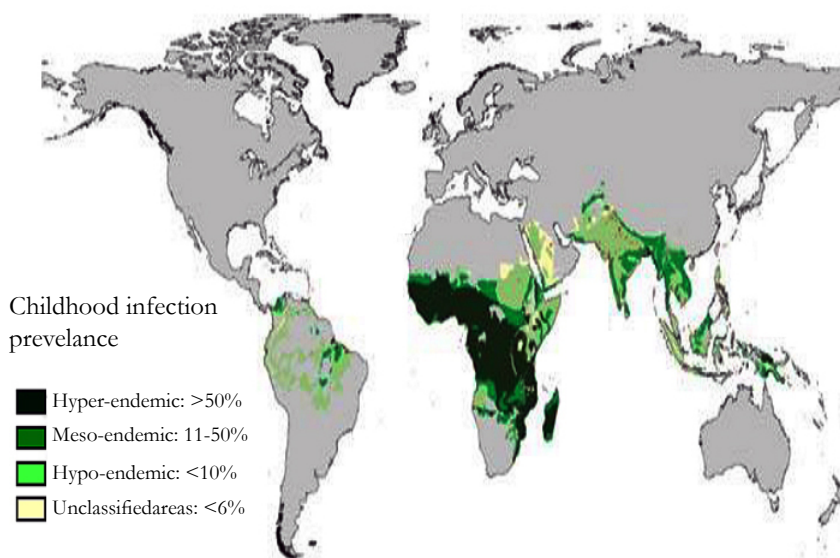 Childhood infection
prevelance
Hyper-endemic: >50%
Meso-endemic: 11-50%
Hypo-endemic: <10%
Unclassifiedareas: <6%